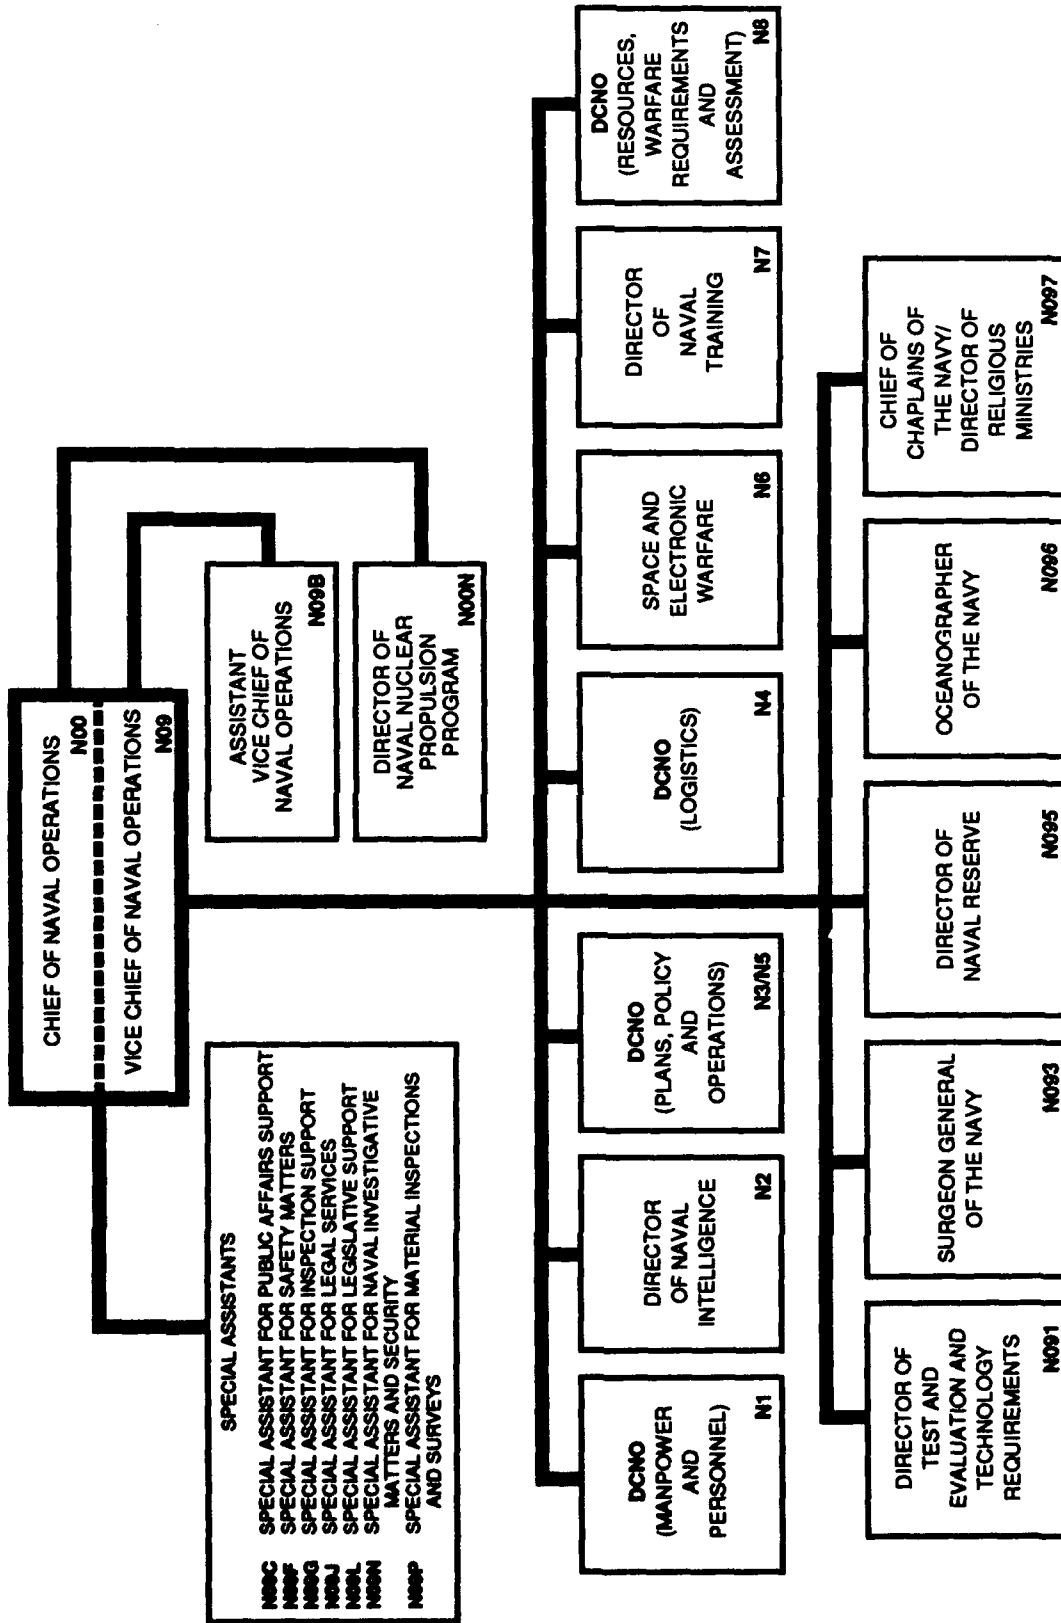 CHIEF OF NAVAL OPERATIONS
N00
VICE CHIEF OF NAVAL OPERATIONS
N09
SPECIAL ASSISTANTS
N09C SPECIAL ASSISTANT FOR PUBLIC AFFAIRS SUPPORT
N09F SPECIAL ASSISTANT FOR SAFETY MATTERS
N09G SPECIAL ASSISTANT FOR INSPECTION SUPPORT
N09J SPECIAL ASSISTANT FOR LEGAL SERVICES
N09L SPECIAL ASSISTANT FOR LEGISLATIVE SUPPORT
N09N SPECIAL ASSISTANT FOR NAVAL INVESTIGATIVE
MATTERS AND SECURITY
N09P SPECIAL ASSISTANT FOR MATERIAL INSPECTIONS
AND SURVEYS
ASSISTANT
VICE CHIEF OF
NAVAL OPERATIONS
N09B
DIRECTOR OF
NAVAL NUCLEAR
PROPULSION
PROGRAM
N00N
DCNO
(MANPOWER
AND
PERSONNEL)
N1
DIRECTOR
OF NAVAL
INTELLIGENCE
N2
DCNO
(PLANS, POLICY
AND
OPERATIONS)
N3/N5
DCNO
(LOGISTICS)
N4
SPACE AND
ELECTRONIC
WARFARE
N6
DIRECTOR
OF
NAVAL
TRAINING
N7
DCNO
(RESOURCES,
WARFARE
REQUIREMENTS
AND
ASSESSMENT)
N8
DIRECTOR OF
TEST AND
EVALUATION AND
TECHNOLOGY
REQUIREMENTS
N091
SURGEON GENERAL
OF THE NAVY
N093
DIRECTOR OF
NAVAL RESERVE
N095
OCEANOGRAPHER
OF THE NAVY
N096
CHIEF OF
CHAPLAINS OF
THE NAVY/
DIRECTOR OF
RELIGIOUS
MINISTRIES
N097